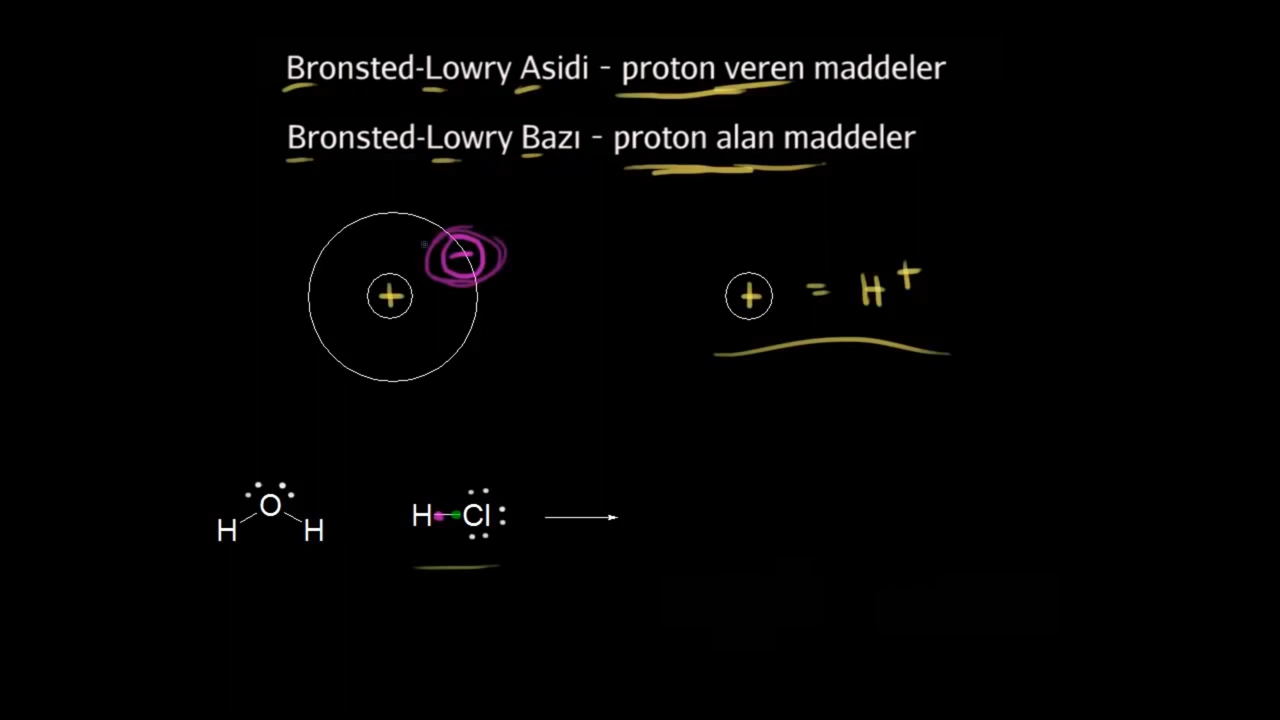 Bronsted-Lowry Asidi - proton veren maddeler
Bronsted-Lowry Bazı - proton alan maddeler
−
+
+ = H⁺
O
H H
H Cl